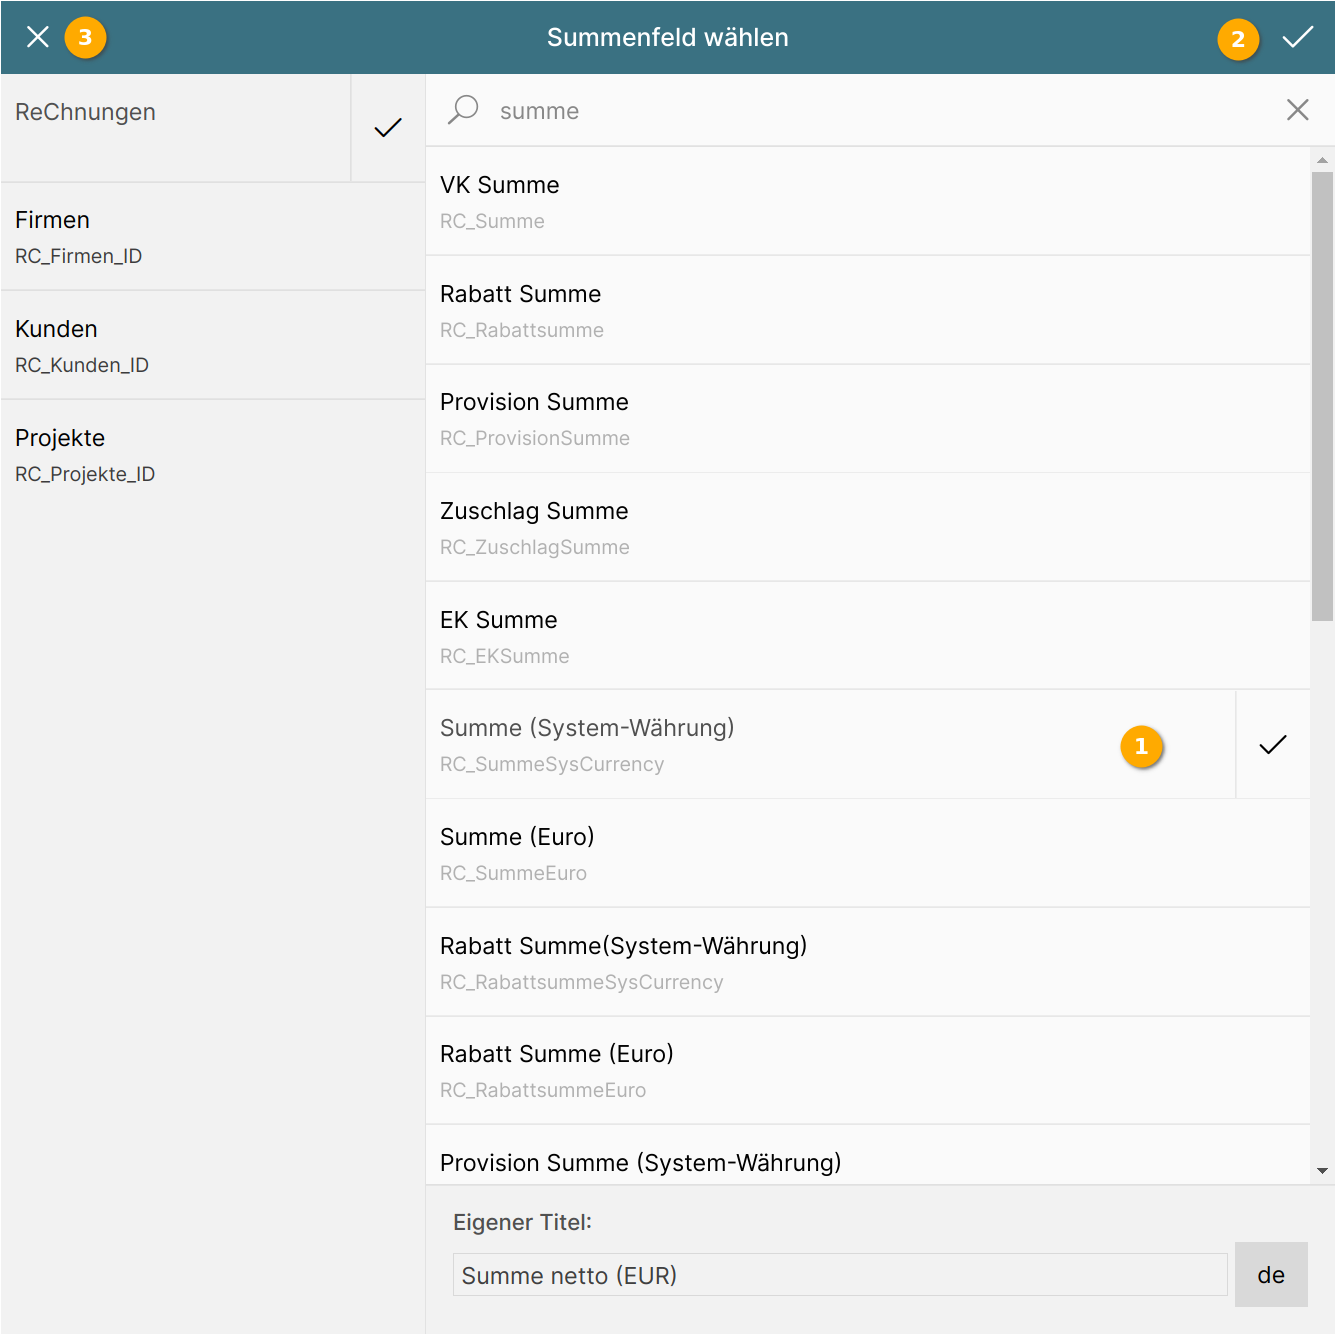 3
Summenfeld wählen
2
ReChnungen
Firmen
RC_Firmen_ID
Kunden
RC_Kunden_ID
Projekte
RC_Projekte_ID
summe
VK Summe
RC_Summe
Rabatt Summe
RC_Rabattsumme
Provision Summe
RC_ProvisionSumme
Zuschlag Summe
RC_ZuschlagSumme
EK Summe
RC_EKSumme
Summe (System-Währung)
RC_SummeSysCurrency
1
Summe (Euro)
RC_SummeEuro
Rabatt Summe(System-Währung)
RC_RabattsummeSysCurrency
Rabatt Summe (Euro)
RC_RabattsummeEuro
Provision Summe (System-Währung)
Eigener Titel:
Summe netto (EUR)
de